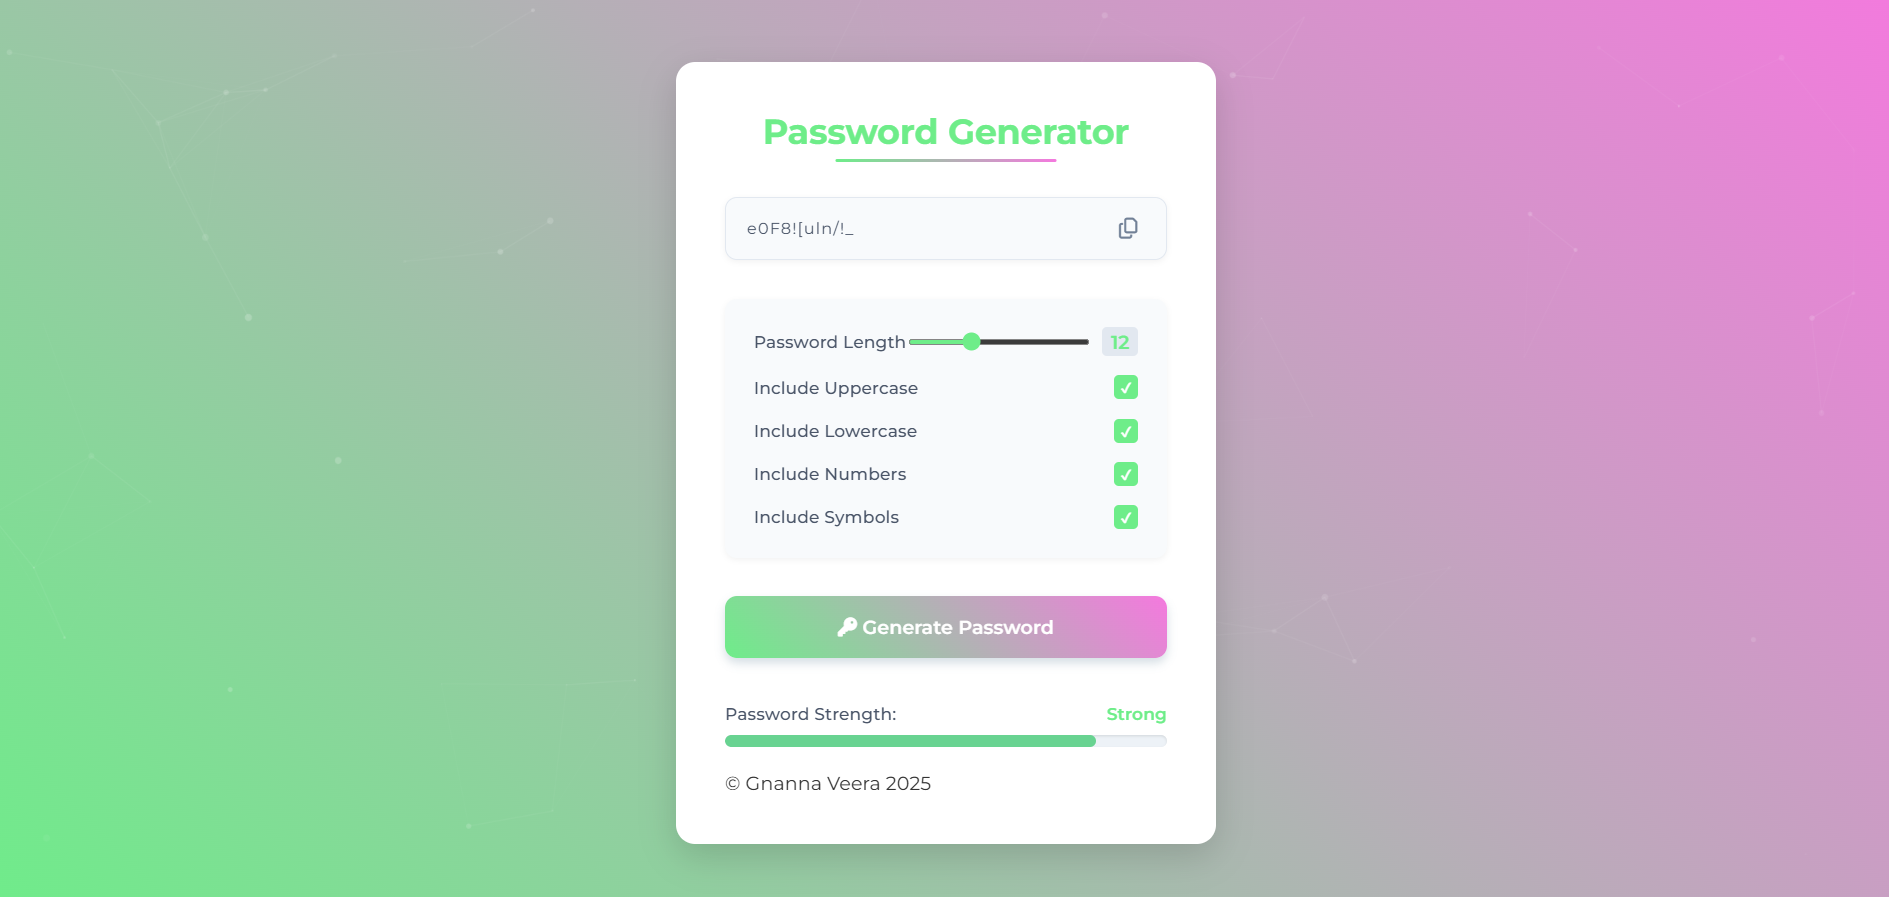 Password Generator
e0F8![uln/!_
Password Length 12
Include Uppercase
Include Lowercase
Include Numbers
Include Symbols
Generate Password
Password Strength: Strong
© Gnanna Veera 2025